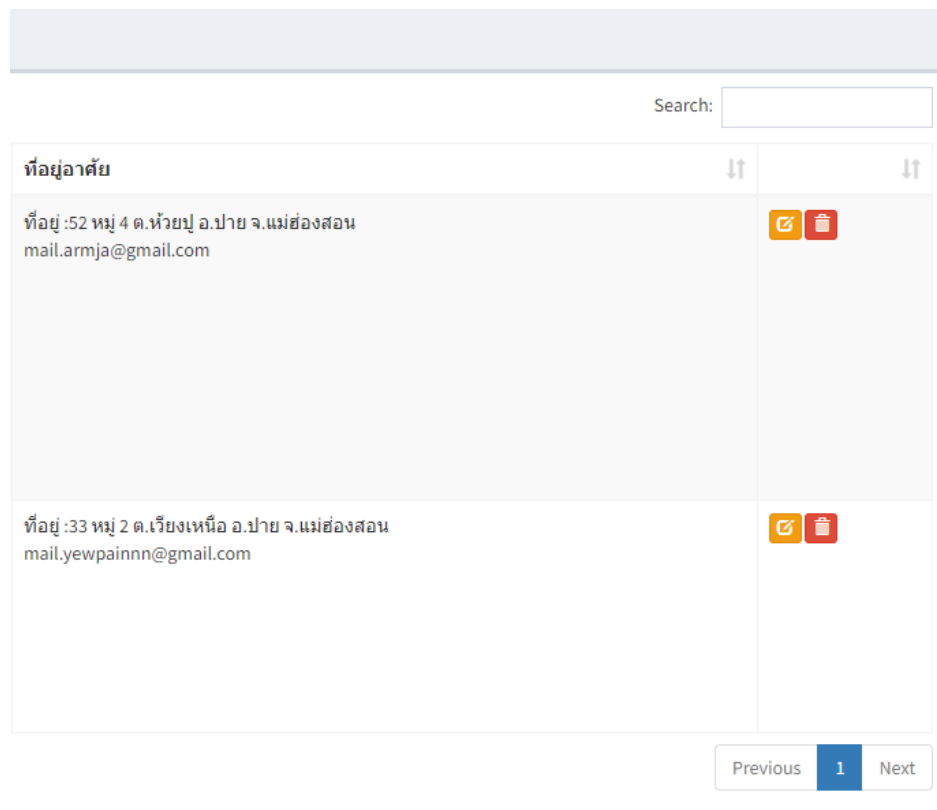 Search:
ที่อยู่อาศัย
ที่อยู่ :52 หมู่ 4 ต.ห้วยปู อ.ปาย จ.แม่ฮ่องสอน
mail.armja@gmail.com
ที่อยู่ :33 หมู่ 2 ต.เวียงเหนือ อ.ปาย จ.แม่ฮ่องสอน
mail.yewpainnn@gmail.com
Previous 1 Next